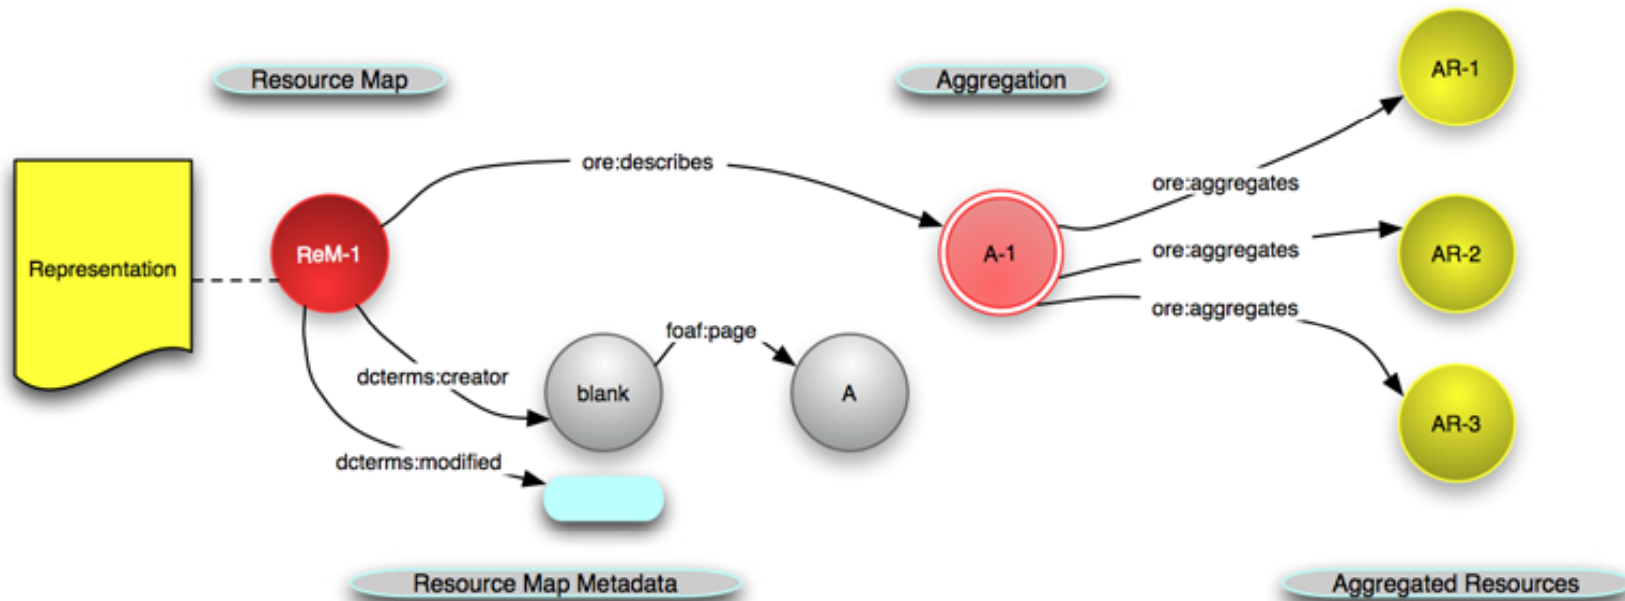 Resource Map
Aggregation
AR-1
ore:describes
ore:aggregates
Representation
ReM-1
A-1
ore:aggregates
AR-2
ore:aggregates
foaf:page
dcterms:creator
blank
A
AR-3
dcterms:modified
Resource Map Metadata
Aggregated Resources